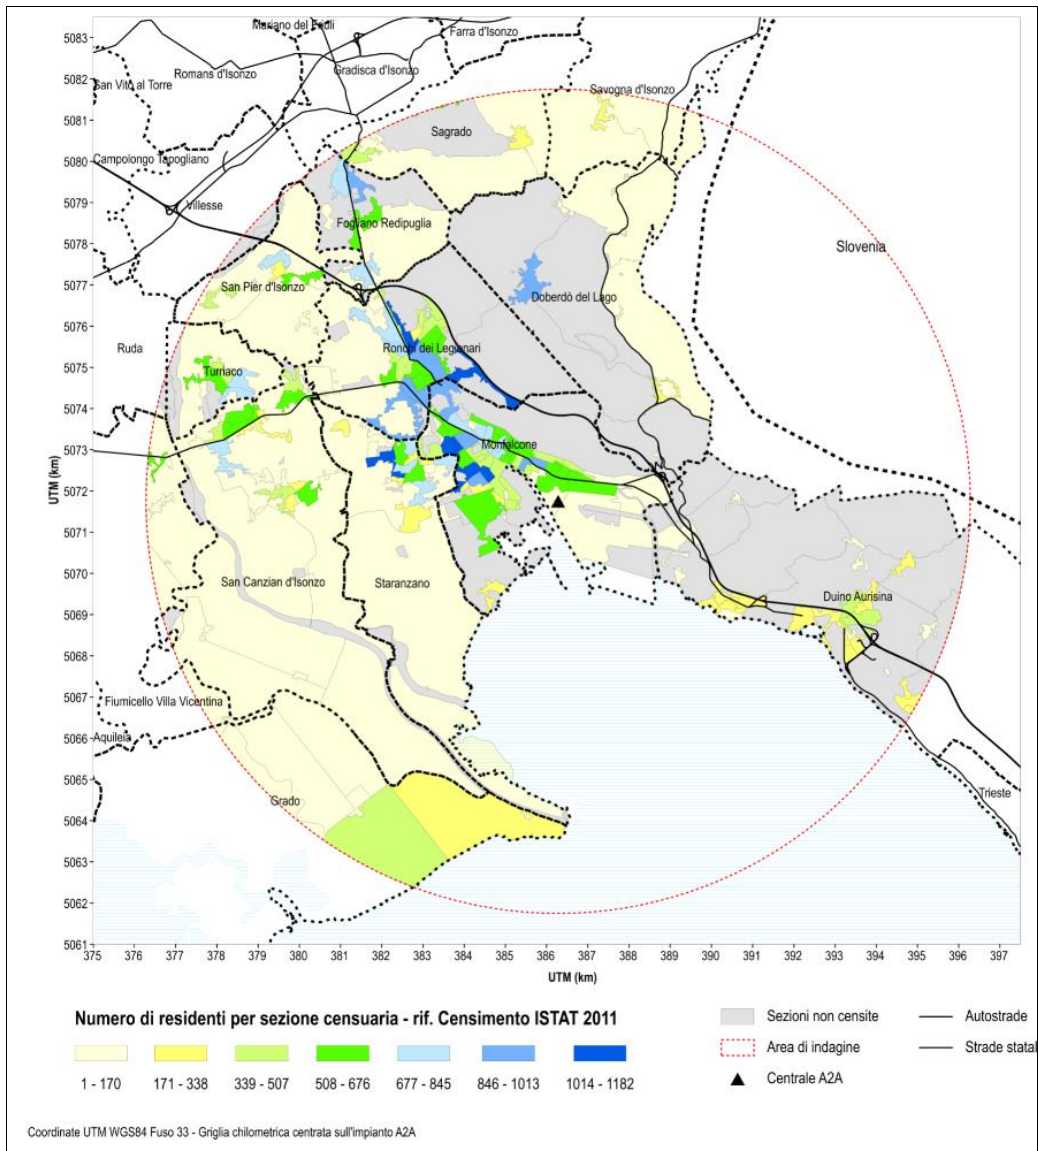 Mariano del Friuli
Farra d'Isonzo
5083
Romans d'Isonzo
Gradisca d'Isonzo
5082
San Vito al Torre
Savogna d'Isonzo
5081
Sagrado
5080
Campolongo Tapogliano
5079
Villesse
Fogliano Redipuglia
5078
Slovenia
5077
San Pier d'Isonzo
Doberdò del Lago
5076
Ruda
Ronchi dei Legionari
5075
Turriaco
5074
Monfalcone
5073
UTM (km)
5072
5071
5070
San Canzian d'Isonzo
Staranzano
Duino Aurisina
5069
5068
5067
Fiumicello Villa Vicentina
5066
Aquileia
5065
Grado
Trieste
5064
5063
5062
5061
375 376 377 378 379 380 381 382 383 384 385 386 387 388 389 390 391 392 393 394 395 396 397
UTM (km)
Numero di residenti per sezione censuaria - rif. Censimento ISTAT 2011
1 - 170 171 - 338 339 - 507 508 - 676 677 - 845 846 - 1013 1014 - 1182
Sezioni non censite
Autostrade
Area di indagine
Strade statal
Centrale A2A
Coordinate UTM WGS84 Fuso 33 - Griglia chilometrica centrata sull'impianto A2A